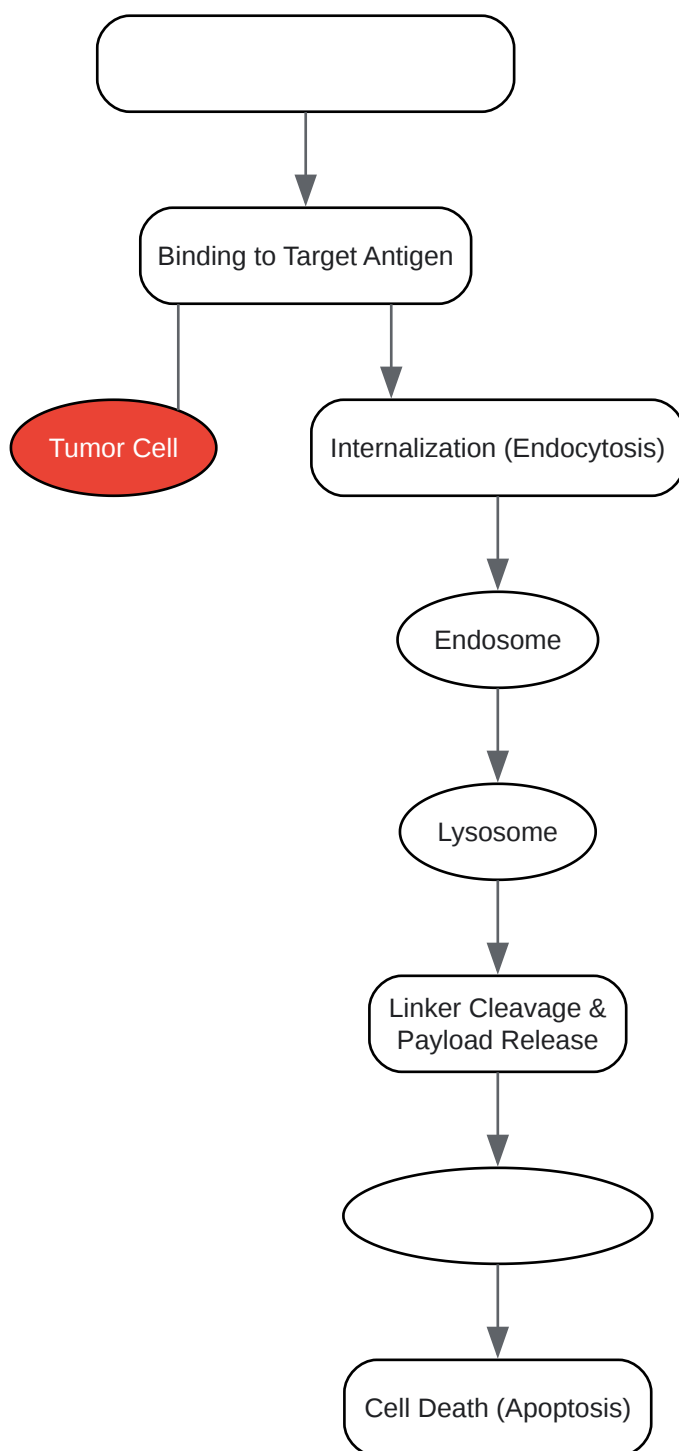 Binding to Target Antigen
Tumor Cell
Internalization (Endocytosis)
Endosome
Lysosome
Linker Cleavage &
Payload Release
Cell Death (Apoptosis)